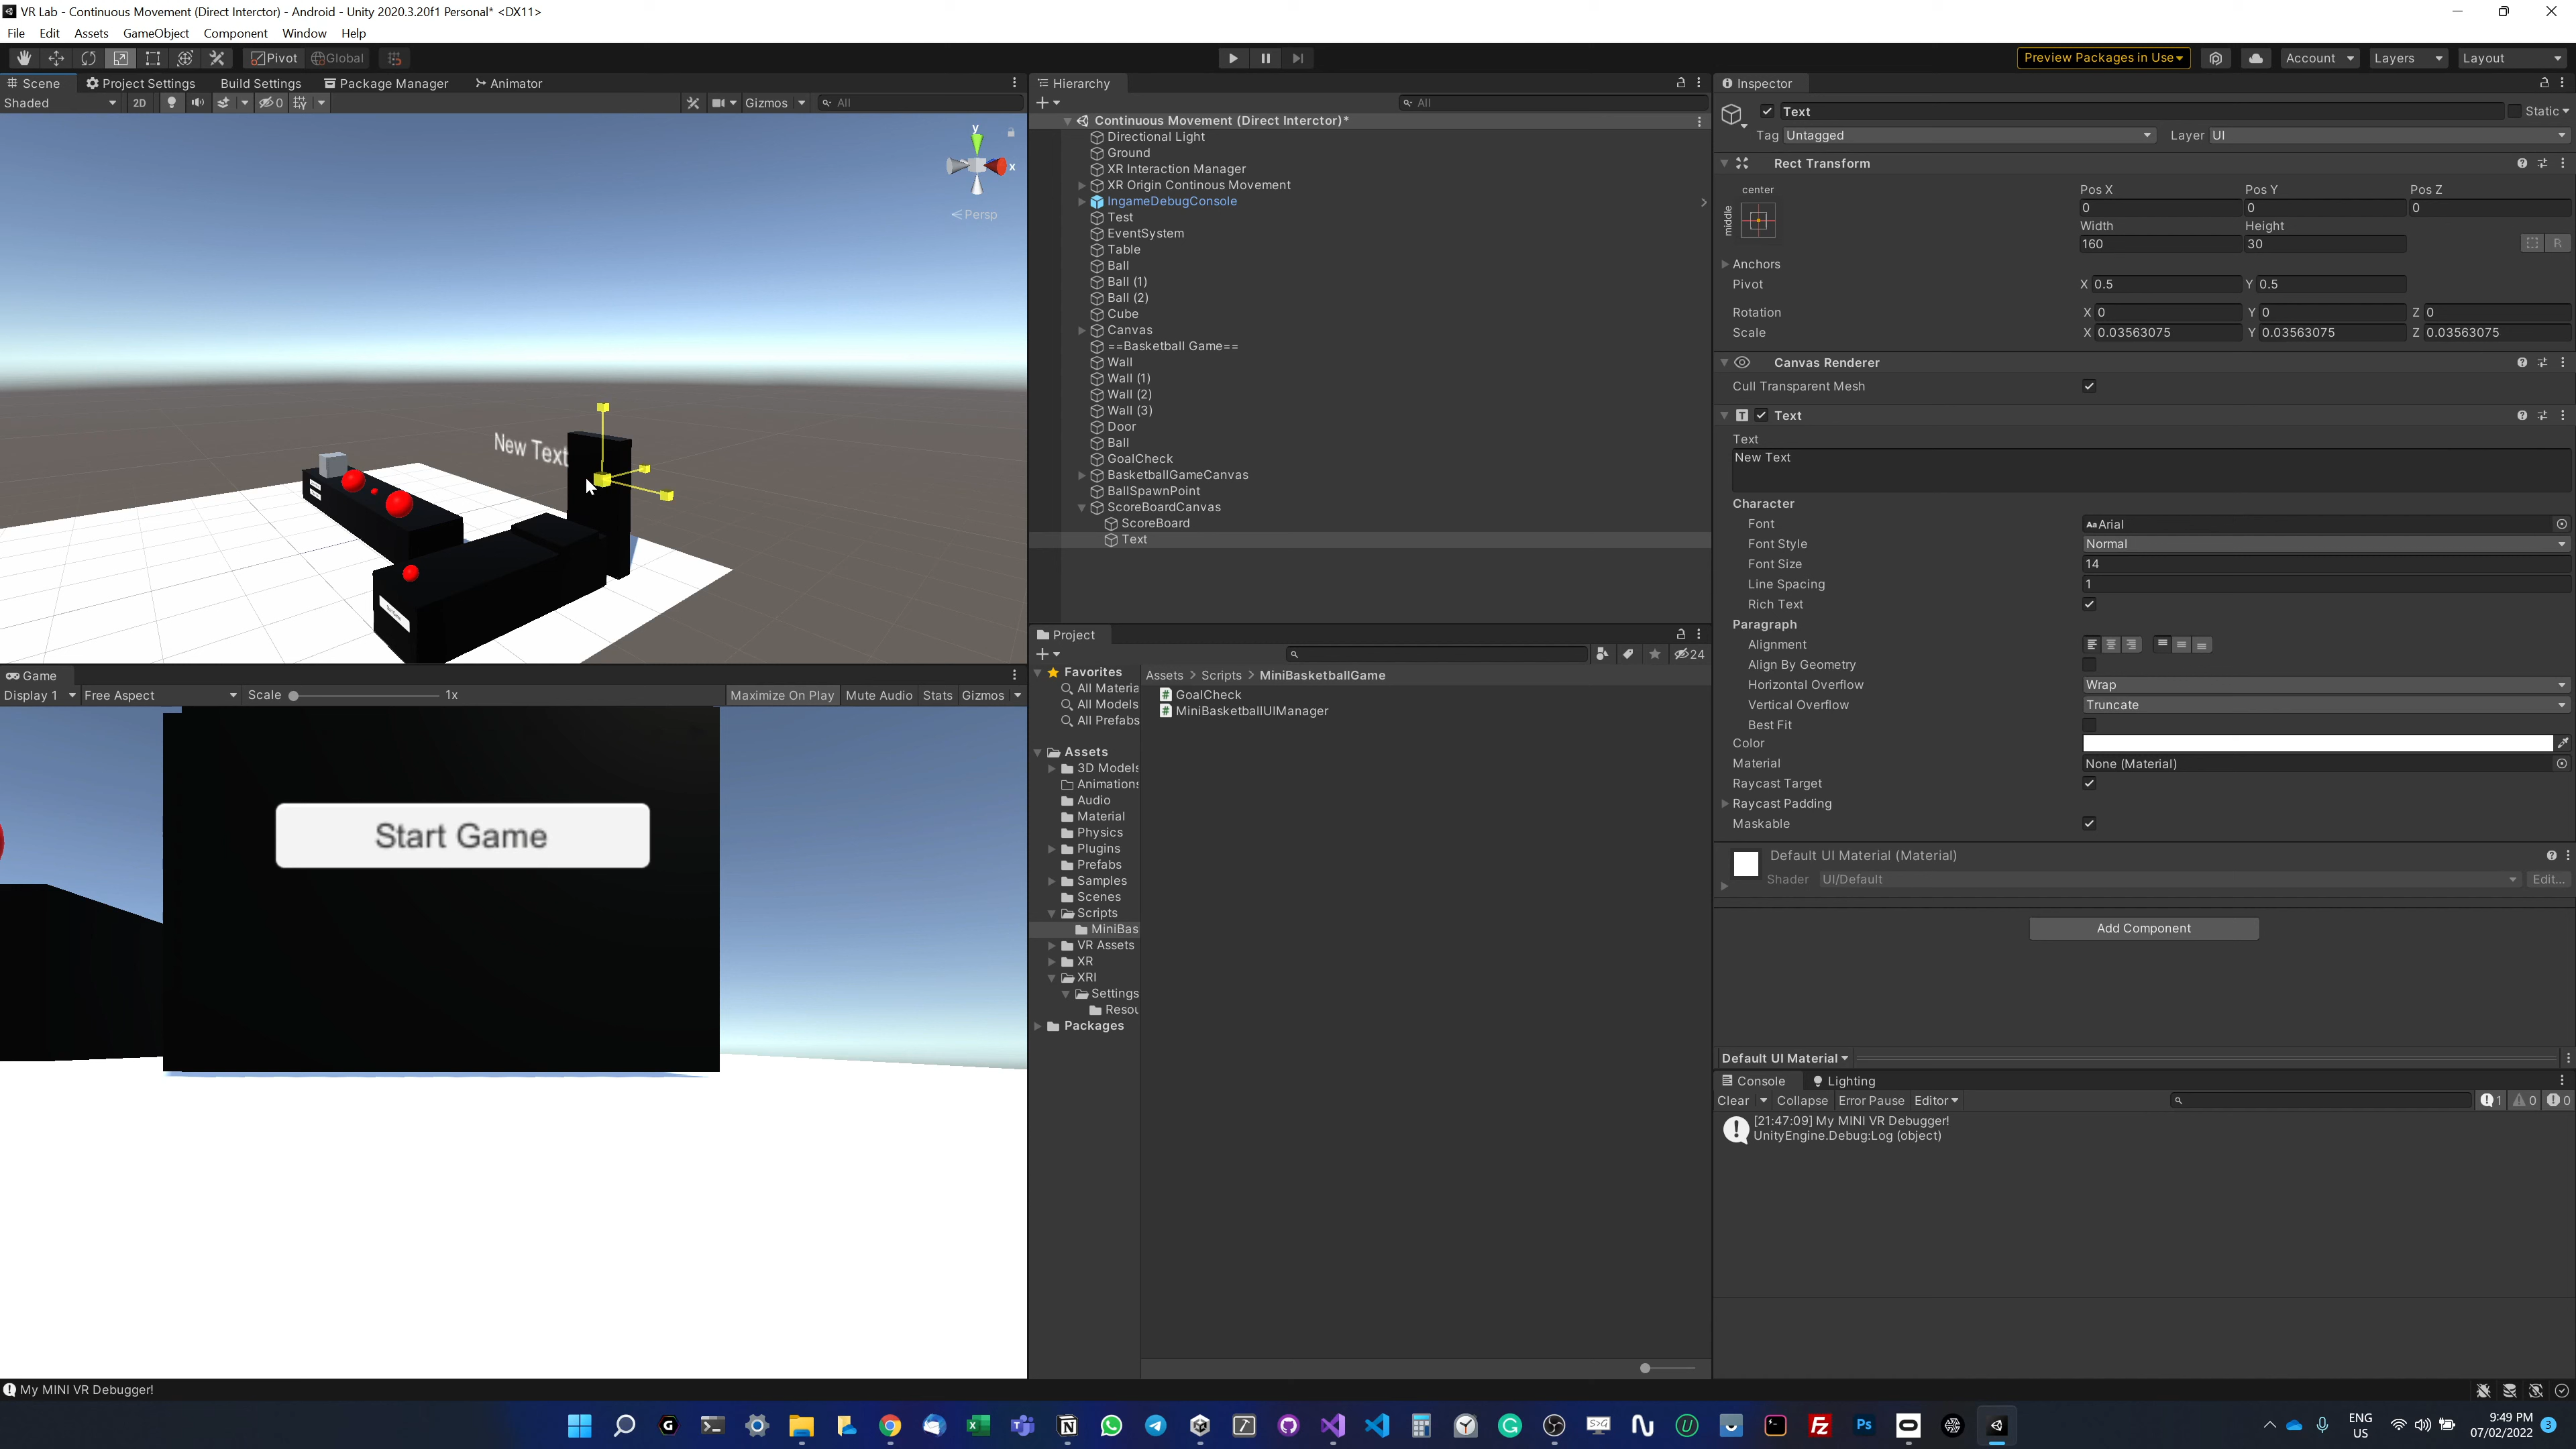 VR Lab - Continuous Movement (Direct Interctor) - Android - Unity 2020.3.20f1 Personal* <DX11>
File Edit Assets GameObject Component Window Help
Pivot Global
Preview Packages in Use Account Layers Layout
Scene Project Settings Build Settings Package Manager Animator
Shaded 2D 0 Gizmos All
y
x
Persp
New Text
Game
Display 1 Free Aspect Scale 1x Maximize On Play Mute Audio Stats Gizmos
Start Game
Hierarchy
All
Continuous Movement (Direct Interctor)*
Directional Light
Ground
XR Interaction Manager
XR Origin Continous Movement
IngameDebugConsole
Test
EventSystem
Table
Ball
Ball (1)
Ball (2)
Cube
Canvas
==Basketball Game==
Wall
Wall (1)
Wall (2)
Wall (3)
Door
Ball
GoalCheck
BasketballGameCanvas
BallSpawnPoint
ScoreBoardCanvas
ScoreBoard
Text
Project
24
Favorites
All Materia
All Models
All Prefabs
Assets
3D Models
Animations
Audio
Material
Physics
Plugins
Prefabs
Samples
Scenes
Scripts
MiniBas
VR Assets
XR
XRI
Settings
Resou
Packages
Assets > Scripts > MiniBasketballGame
GoalCheck
MiniBasketballUIManager
Inspector
Text Static
Tag Untagged Layer UI
Rect Transform
center
middle
Pos X Pos Y Pos Z
0 0 0
Width Height
160 30
R
Anchors
Pivot X 0.5 Y 0.5
Rotation X 0 Y 0 Z 0
Scale X 0.03563075 Y 0.03563075 Z 0.03563075
Canvas Renderer
Cull Transparent Mesh
Text
Text
New Text
Character
Font Arial
Font Style Normal
Font Size 14
Line Spacing 1
Rich Text
Paragraph
Alignment
Align By Geometry
Horizontal Overflow Wrap
Vertical Overflow Truncate
Best Fit
Color
Material None (Material)
Raycast Target
Raycast Padding
Maskable
Default UI Material (Material)
Shader UI/Default Edit...
Add Component
Default UI Material
Console Lighting
Clear Collapse Error Pause Editor 1 0 0
[21:47:09] My MINI VR Debugger!
UnityEngine.Debug:Log (object)
My MINI VR Debugger!
ENG
US
9:49 PM
07/02/2022
3